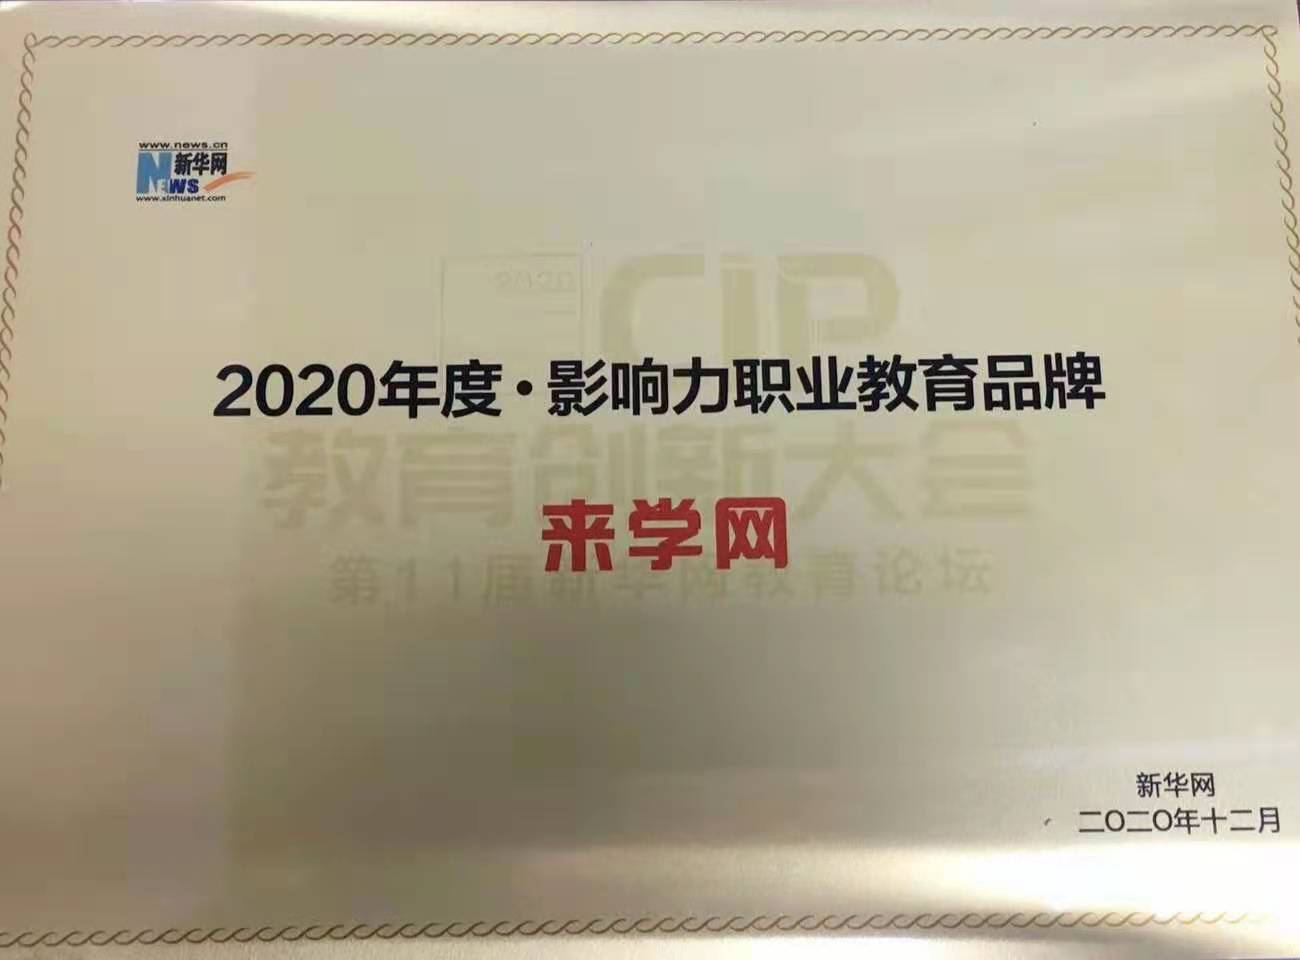 www.news.cn
新华网
NEWS
www.xinhuanet.com
2020
CIP
2020年度·影响力职业教育品牌
教育创新大会
来学网
第11届新华网教育论坛
新华网
二〇二〇年十二月